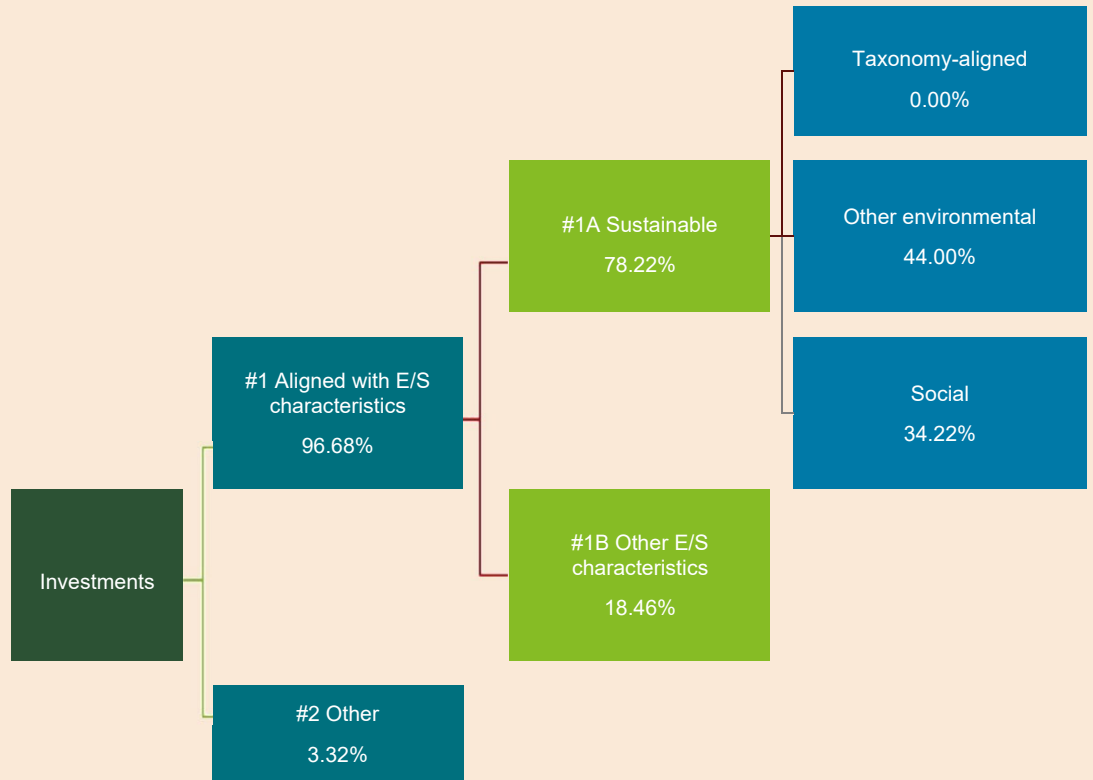 Investments
#1 Aligned with E/S
characteristics
96.68%
#2 Other
3.32%
#1A Sustainable
78.22%
#1B Other E/S
characteristics
18.46%
Taxonomy-aligned
0.00%
Other environmental
44.00%
Social
34.22%